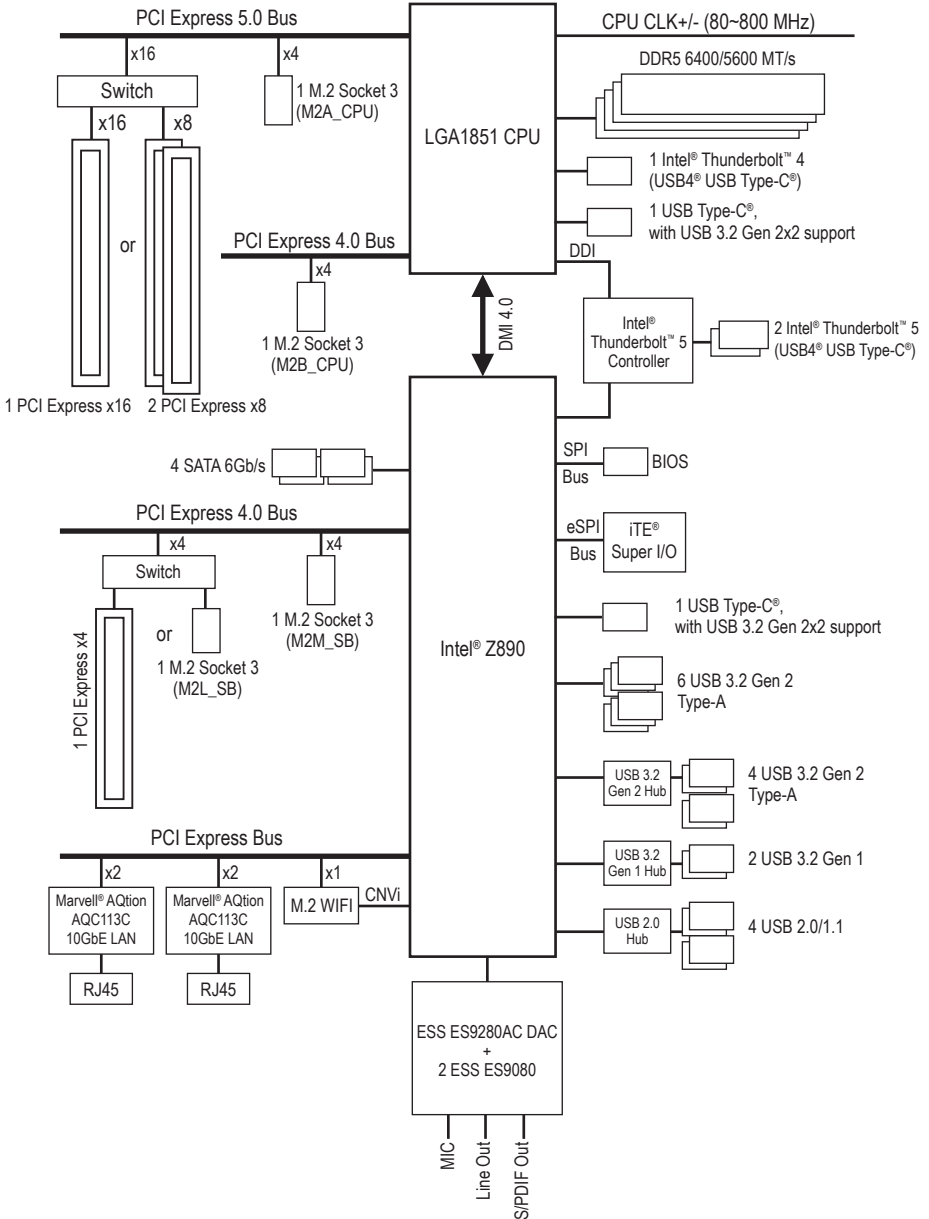 PCI Express 5.0 Bus
x16
x4
Switch
1 M.2 Socket 3
(M2A_CPU)
x16
x8
or
1 PCI Express x16
2 PCI Express x8
PCI Express 4.0 Bus
x4
1 M.2 Socket 3
(M2B_CPU)
LGA1851 CPU
CPU CLK+/- (80~800 MHz)
DDR5 6400/5600 MT/s
1 Intel® Thunderbolt™ 4
(USB4® USB Type-C®)
1 USB Type-C®,
with USB 3.2 Gen 2x2 support
DDI
DMI 4.0
Intel®
Thunderbolt™ 5
Controller
2 Intel® Thunderbolt™ 5
(USB4® USB Type-C®)
4 SATA 6Gb/s
PCI Express 4.0 Bus
x4
x4
Switch
1 PCI Express x4
or
1 M.2 Socket 3
(M2L_SB)
1 M.2 Socket 3
(M2M_SB)
Intel® Z890
SPI
Bus
BIOS
eSPI
Bus
iTE®
Super I/O
1 USB Type-C®,
with USB 3.2 Gen 2x2 support
6 USB 3.2 Gen 2
Type-A
USB 3.2
Gen 2 Hub
4 USB 3.2 Gen 2
Type-A
USB 3.2
Gen 1 Hub
2 USB 3.2 Gen 1
USB 2.0
Hub
4 USB 2.0/1.1
PCI Express Bus
x2
x2
x1
Marvell® AQtion
AQC113C
10GbE LAN
Marvell® AQtion
AQC113C
10GbE LAN
M.2 WIFI
CNVi
RJ45
RJ45
ESS ES9280AC DAC
+
2 ESS ES9080
MIC
Line Out
S/PDIF Out